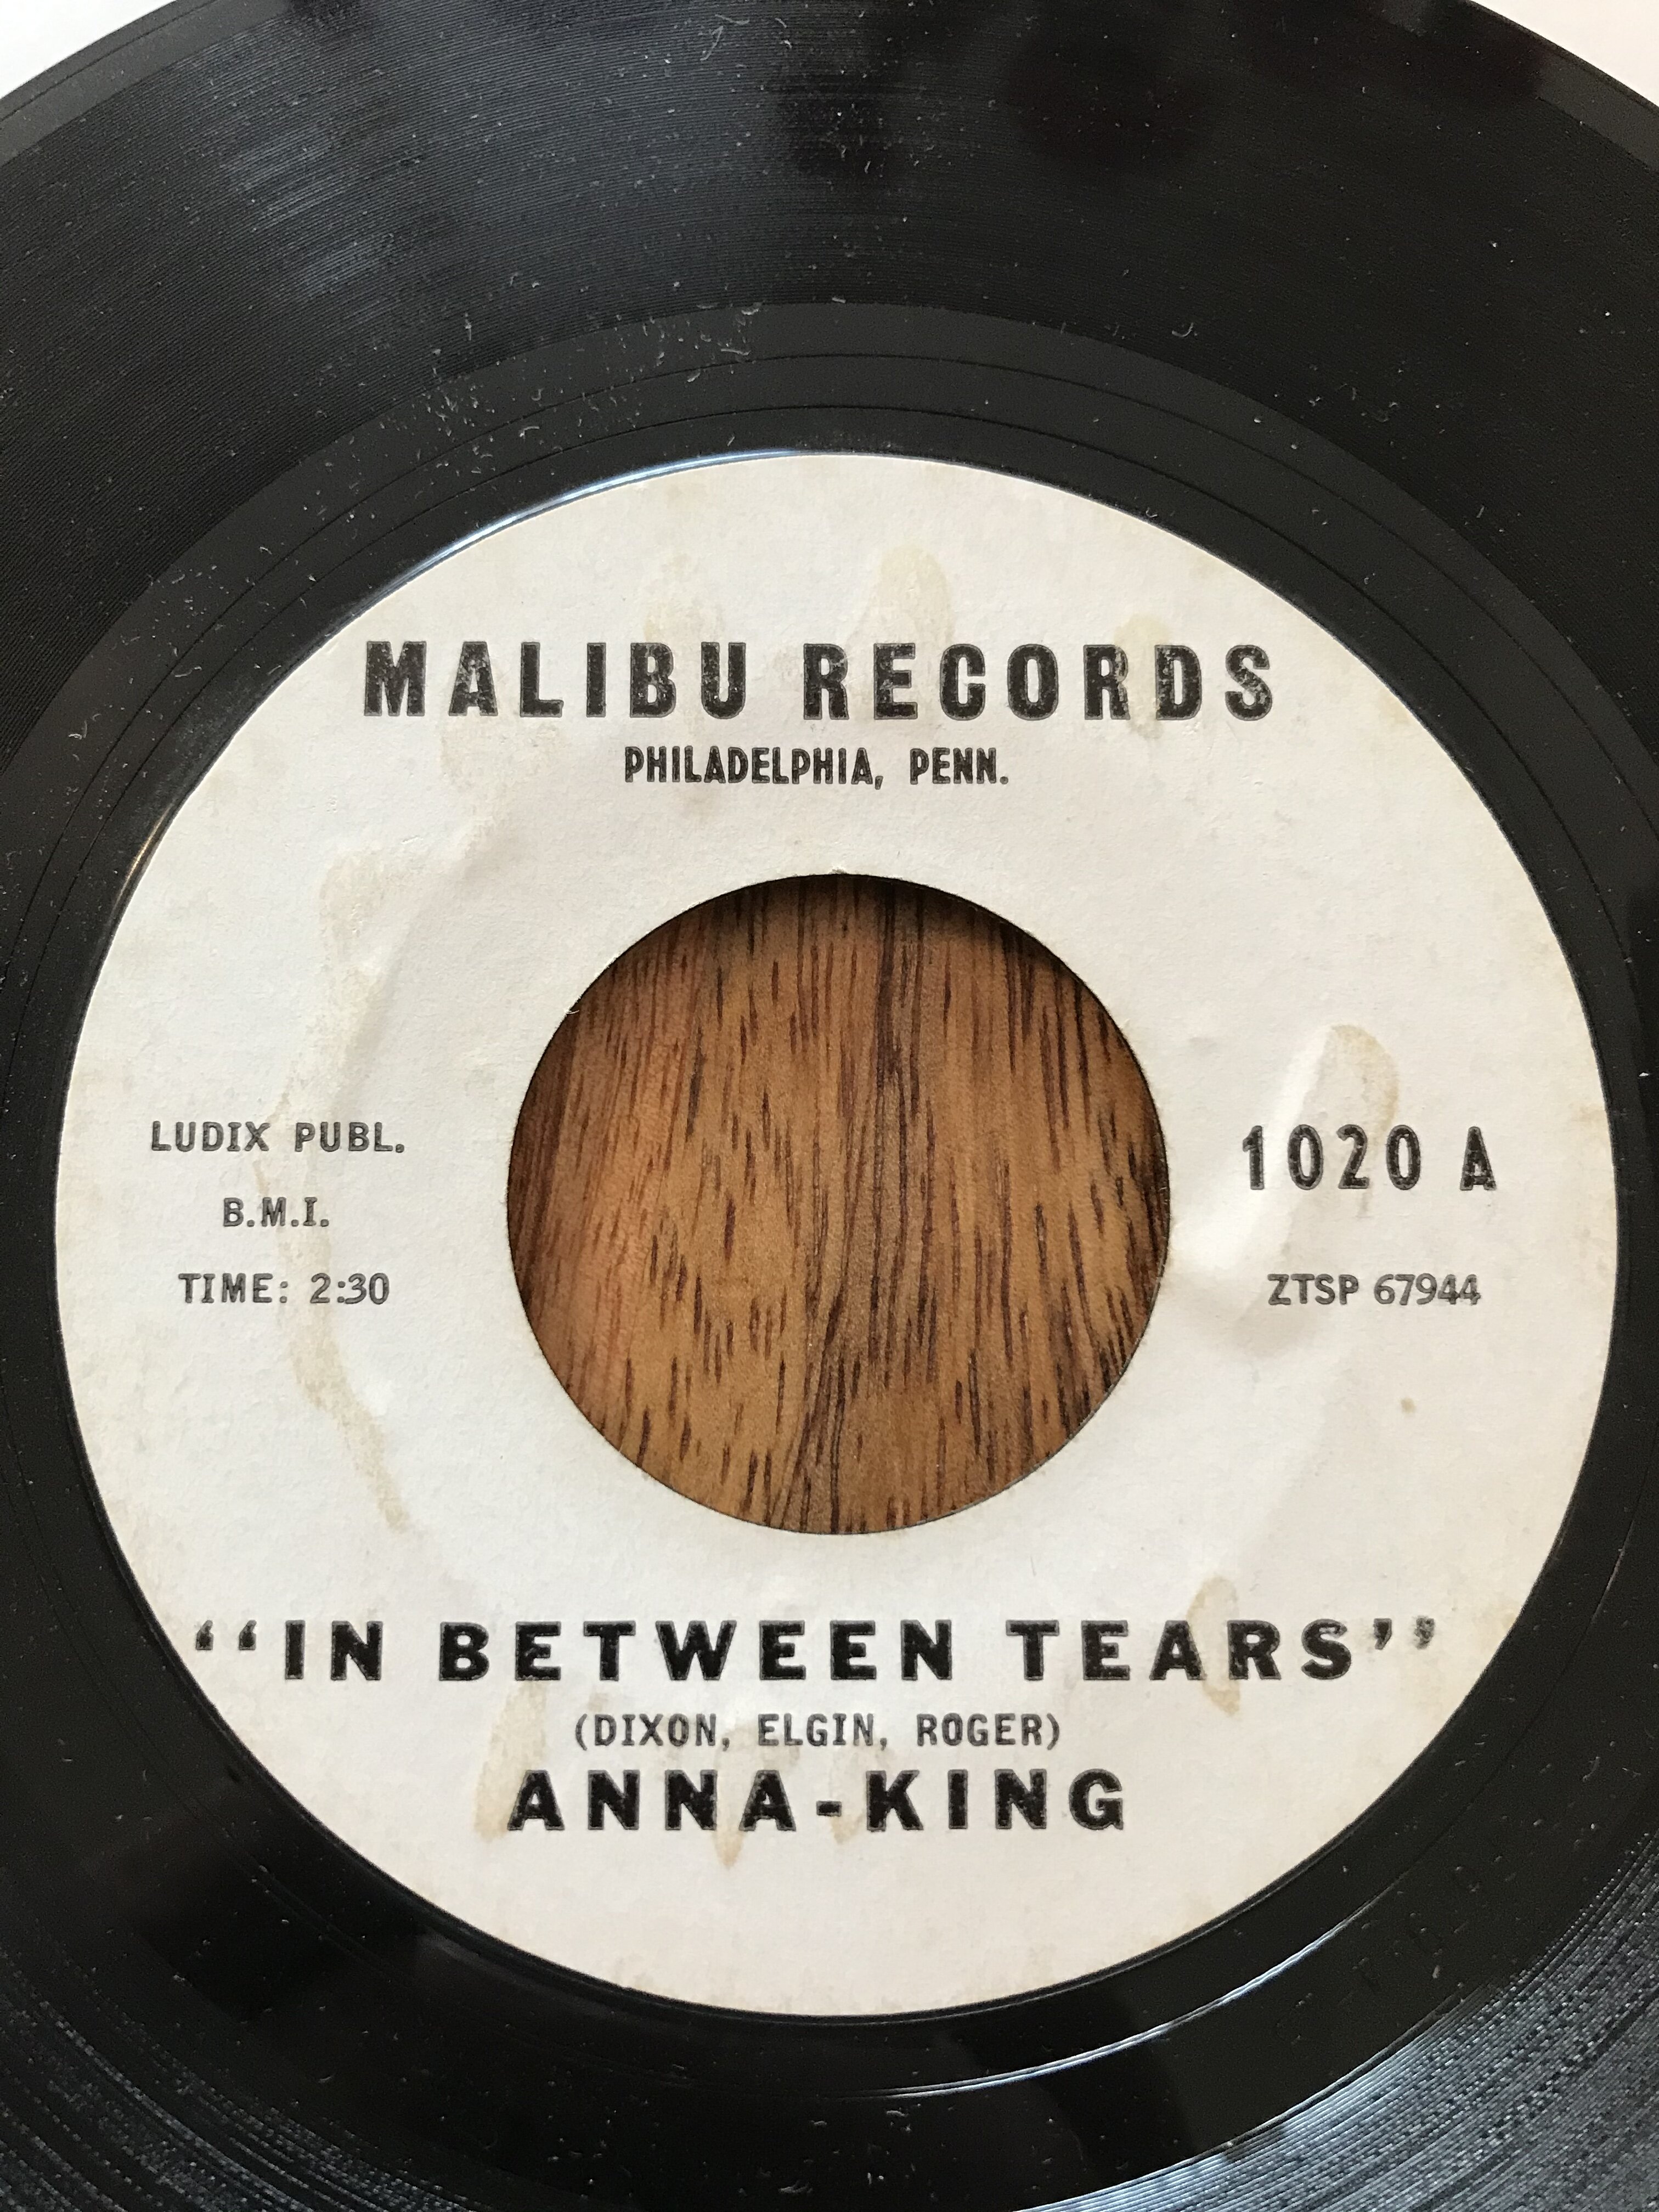 MALIBU RECORDS
PHILADELPHIA, PENN.
LUDIX PUBL.
B.M.I.
TIME: 2:30
1020 A
ZTSP 67944
“IN BETWEEN TEARS”
(DIXON, ELGIN, ROGER)
ANNA-KING